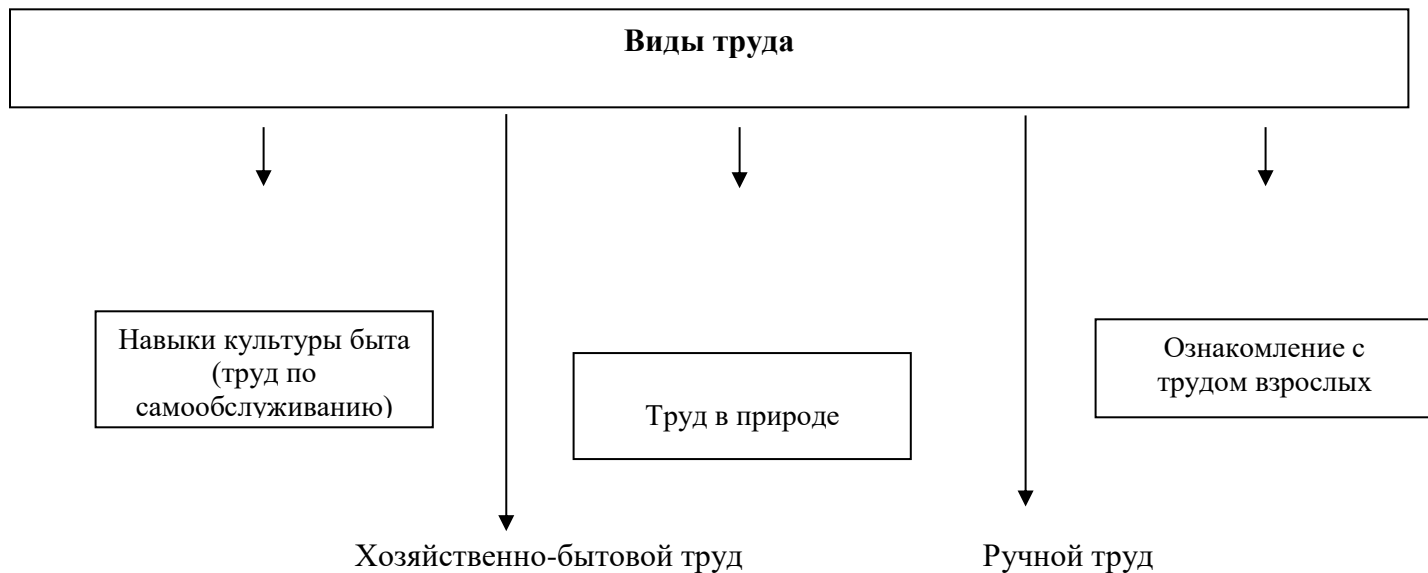 Виды труда
Навыки культуры быта
(труд по
самообслуживанию)
Труд в природе
Ознакомление с
трудом взрослых
Хозяйственно-бытовой труд
Ручной труд